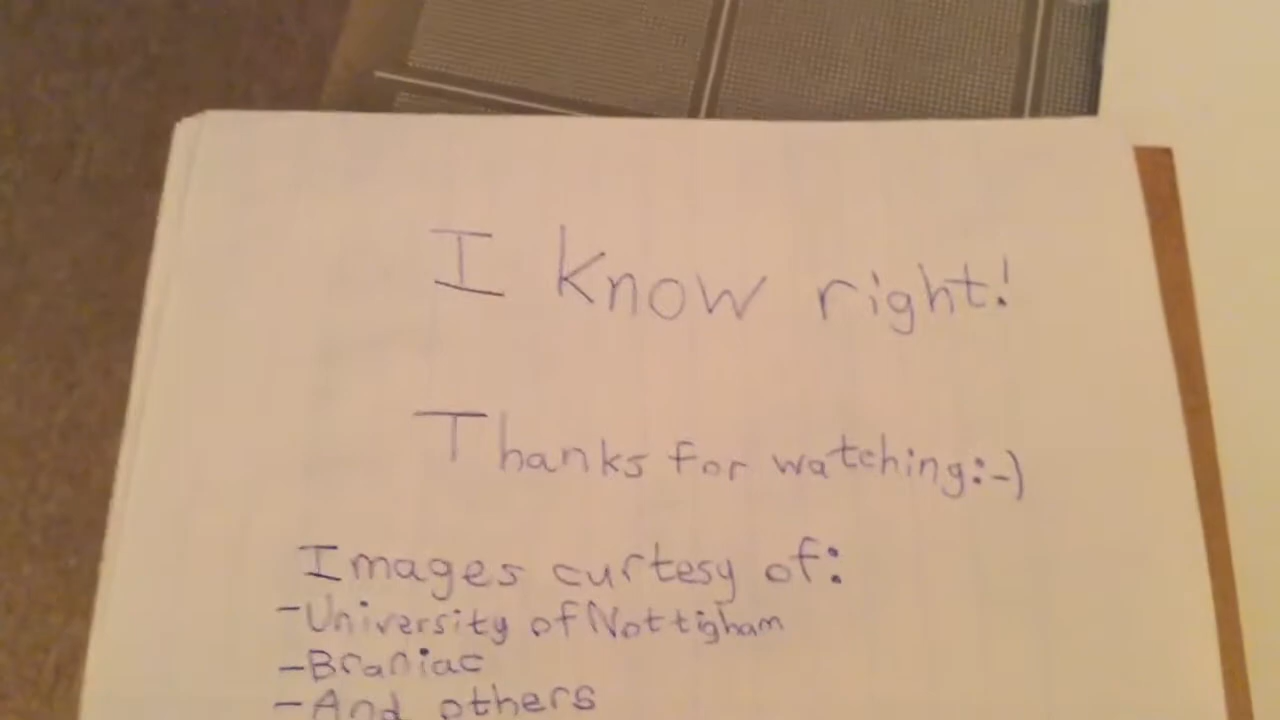 I know right!
Thanks for watching:-)
Images curtesy of:
-University of Nottigham
-Braniac
-And others